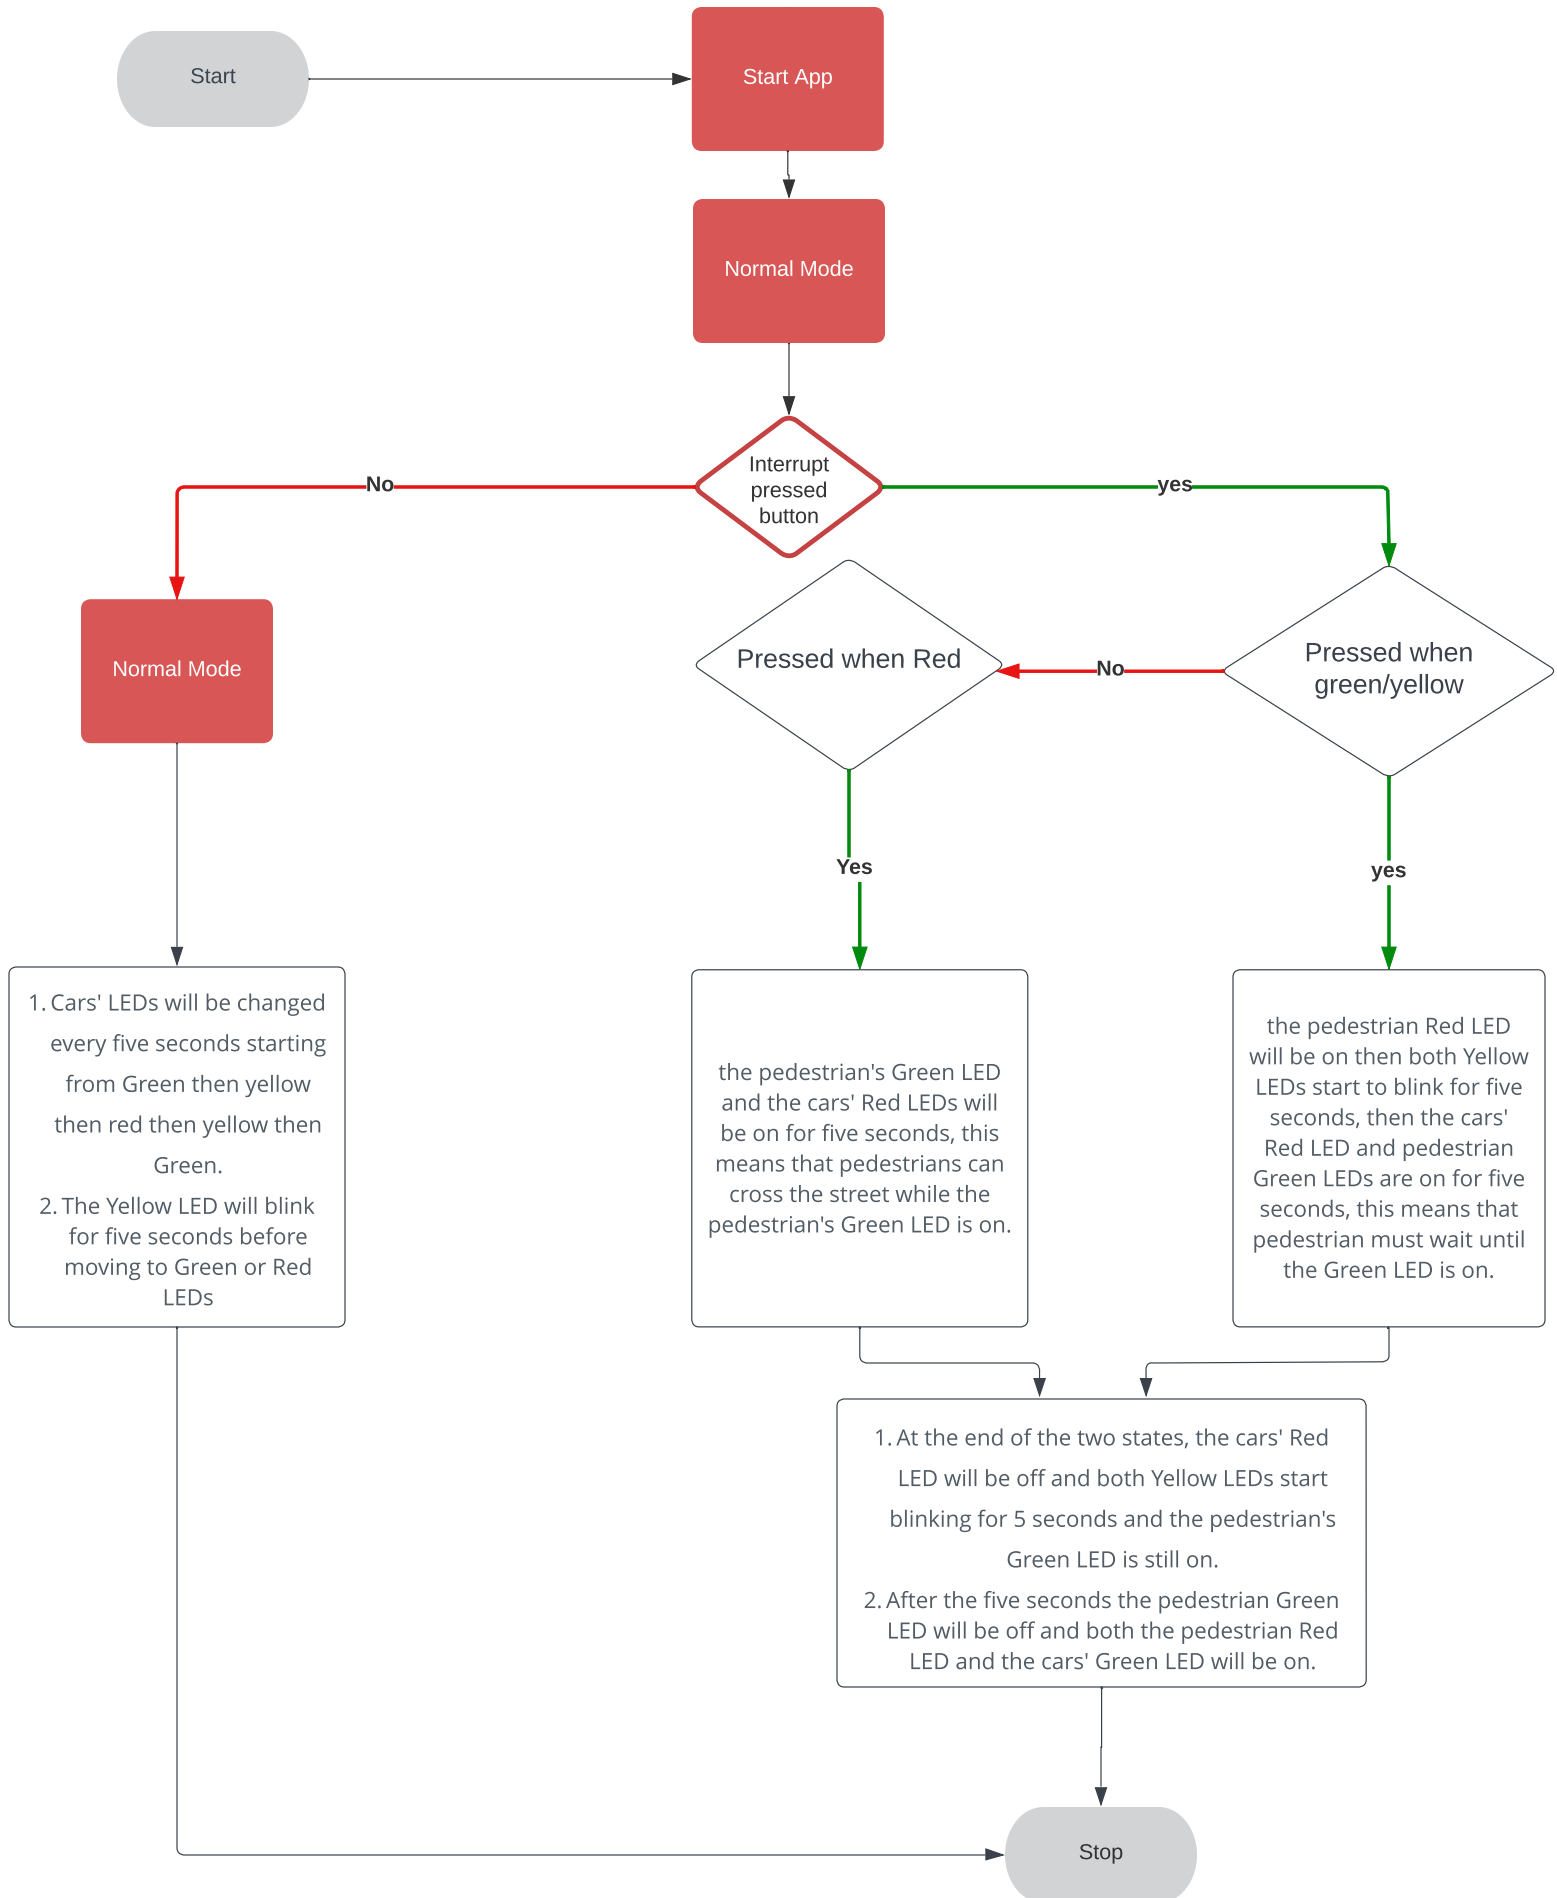 Start
Start App
Normal Mode
Interrupt
pressed
button
No
yes
Normal Mode
Pressed when Red
No
Pressed when
green/yellow
Yes
yes
1. Cars' LEDs will be changed
every five seconds starting
from Green then yellow
then red then yellow then
Green.
2. The Yellow LED will blink
for five seconds before
moving to Green or Red
LEDs
the pedestrian's Green LED
and the cars' Red LEDs will
be on for five seconds, this
means that pedestrians can
cross the street while the
pedestrian's Green LED is on.
the pedestrian Red LED
will be on then both Yellow
LEDs start to blink for five
seconds, then the cars'
Red LED and pedestrian
Green LEDs are on for five
seconds, this means that
pedestrian must wait until
the Green LED is on.
1. At the end of the two states, the cars' Red
LED will be off and both Yellow LEDs start
blinking for 5 seconds and the pedestrian's
Green LED is still on.
2. After the five seconds the pedestrian Green
LED will be off and both the pedestrian Red
LED and the cars' Green LED will be on.
Stop